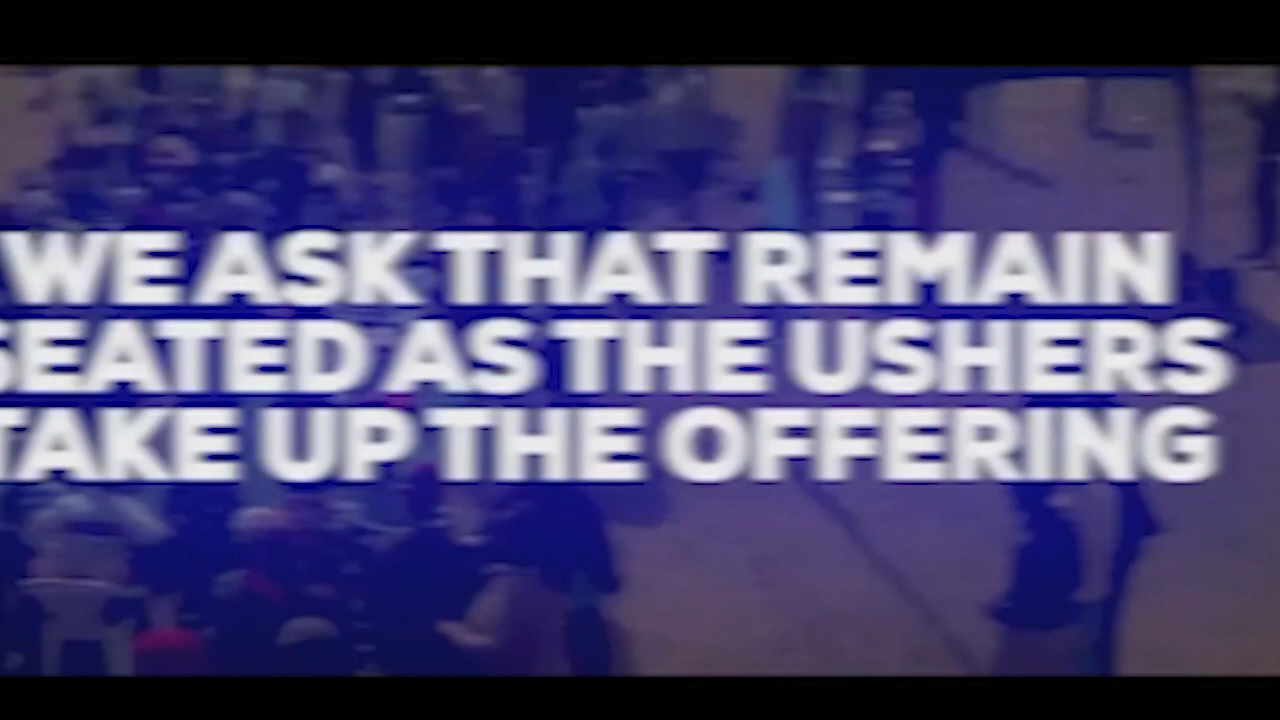 WE ASK THAT REMAIN
SEATED AS THE USHERS
TAKE UP THE OFFERING